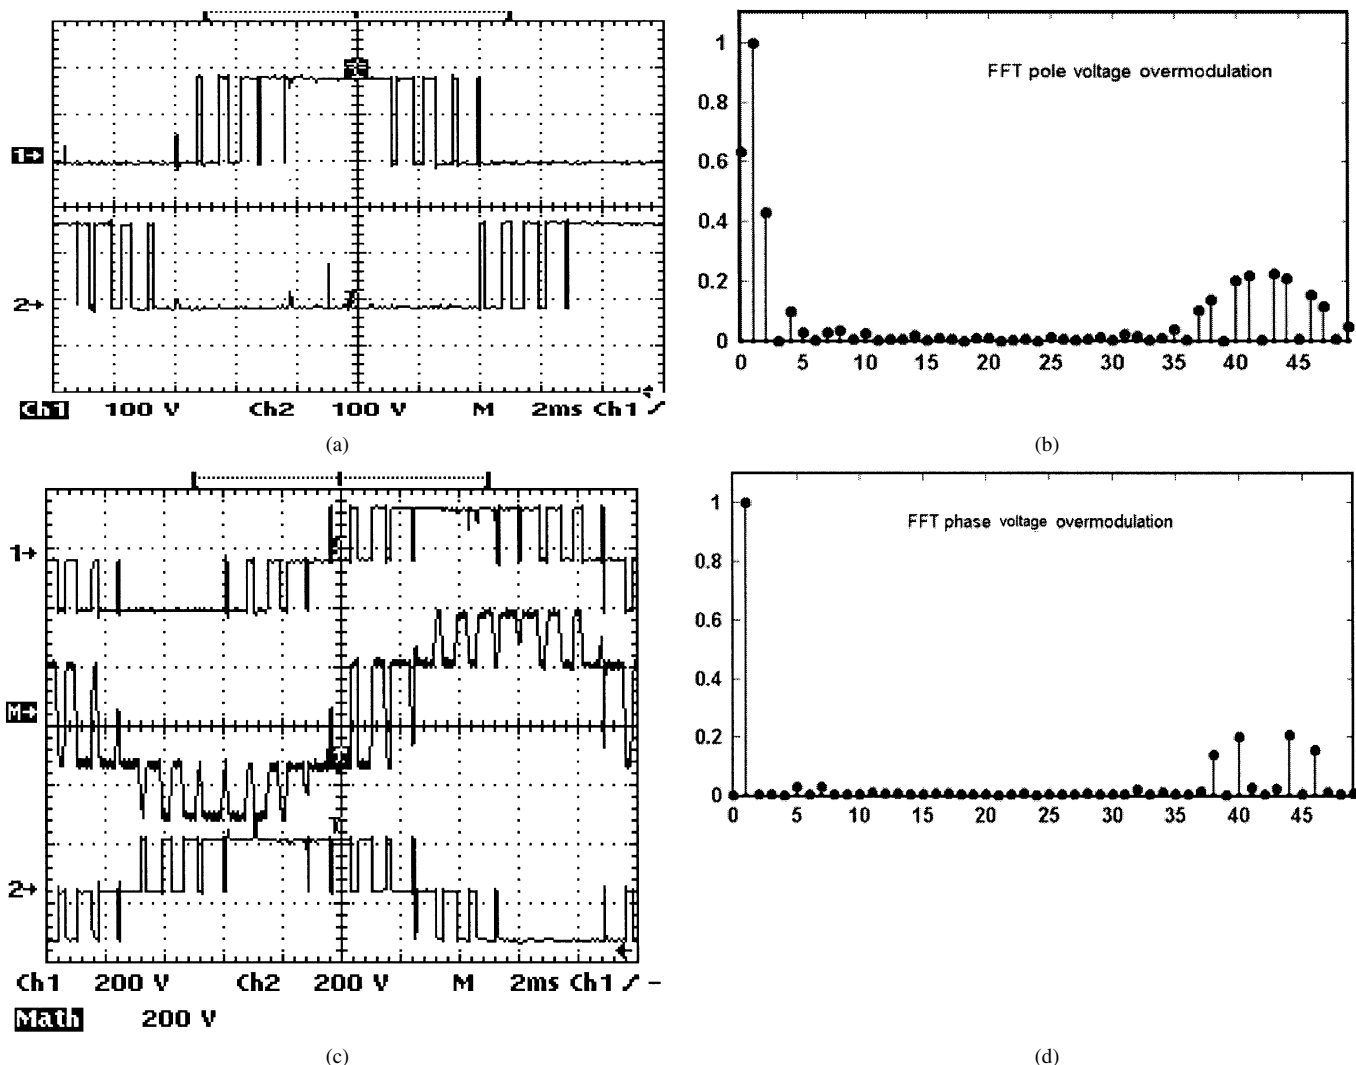 1→
2→
Ch1 100 V Ch2 100 V M 2ms Ch1
(a)
FFT pole voltage overmodulation
1
0.8
0.6
0.4
0.2
0
0 5 10 15 20 25 30 35 40 45
(b)
1→
M→
2→
Ch1 200 V Ch2 200 V M 2ms Ch1
Math 200 V
(c)
FFT phase voltage overmodulation
1
0.8
0.6
0.4
0.2
0
0 5 10 15 20 25 30 35 40 45
(d)